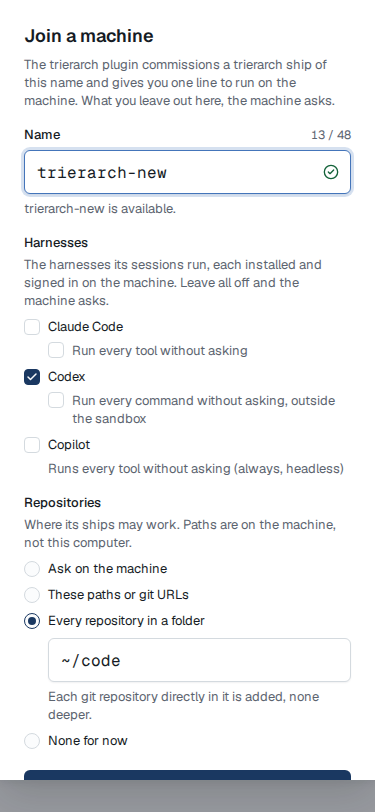 Join a machine
The trierarch plugin commissions a trierarch ship of
this name and gives you one line to run on the
machine. What you leave out here, the machine asks.
Name 13 / 48
trierarch-new
trierarch-new is available.
Harnesses
The harnesses its sessions run, each installed and
signed in on the machine. Leave all off and the
machine asks.
Claude Code
Run every tool without asking
Codex
Run every command without asking, outside
the sandbox
Copilot
Runs every tool without asking (always, headless)
Repositories
Where its ships may work. Paths are on the machine,
not this computer.
Ask on the machine
These paths or git URLs
Every repository in a folder
~/code
Each git repository directly in it is added, none
deeper.
None for now